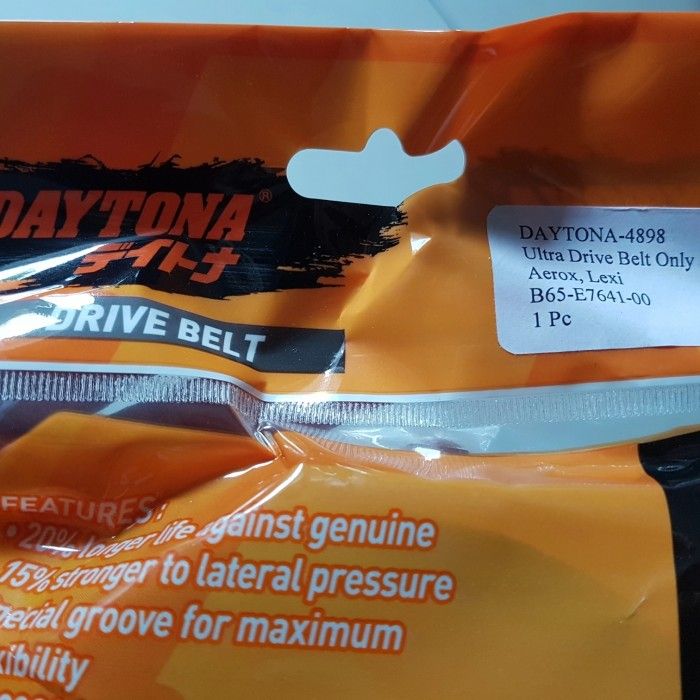 DAYTONA®
デイトナ
DRIVE BELT
DAYTONA-4898
Ultra Drive Belt Only
Aerox, Lexi
B65-E7641-00
1 Pc
FEATURES:
• 20% longer life against genuine
15% stronger to lateral pressure
groove for maximum